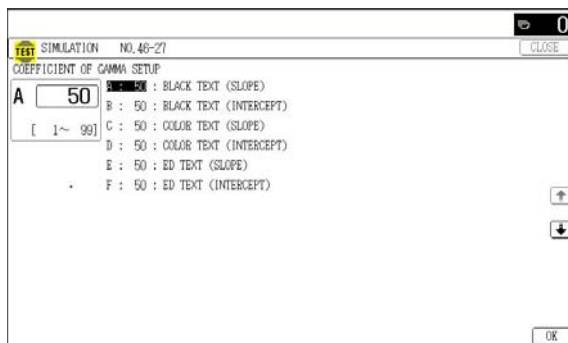 0
TEST SIMULATION NO.46-27 CLOSE
COEFFICIENT OF GAMMA SETUP
A 50
[ 1~ 99]
A : 50 : BLACK TEXT (SLOPE)
B : 50 : BLACK TEXT (INTERCEPT)
C : 50 : COLOR TEXT (SLOPE)
D : 50 : COLOR TEXT (INTERCEPT)
E : 50 : ED TEXT (SLOPE)
F : 50 : ED TEXT (INTERCEPT)
OK